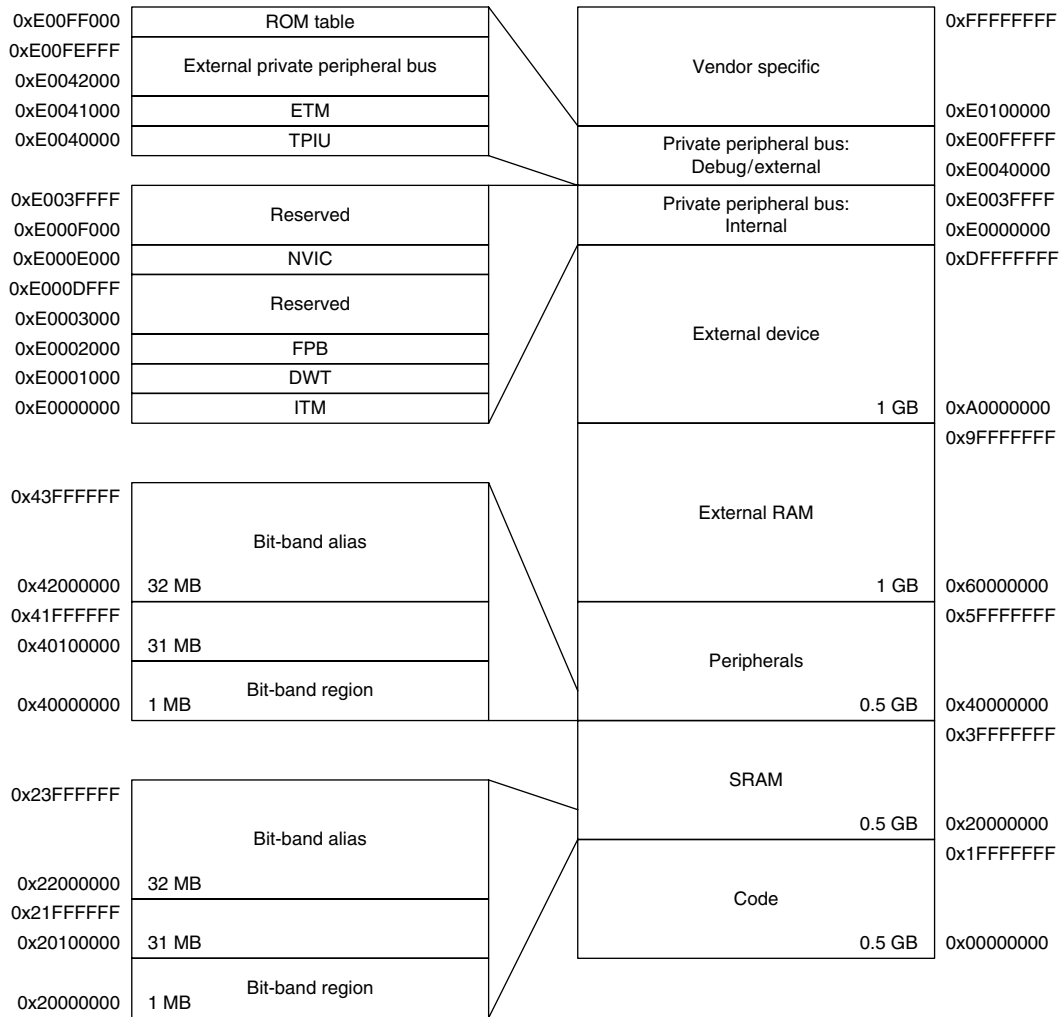 0xE00FF000 ROM table
0xE00FEFFF
External private peripheral bus
0xE0042000
0xE0041000 ETM
0xE0040000 TPIU
0xE003FFFF
Reserved
0xE000F000
0xE000E000 NVIC
0xE000DFFF
Reserved
0xE0003000
0xE0002000 FPB
0xE0001000 DWT
0xE0000000 ITM
0x43FFFFFF
Bit-band alias
0x42000000 32 MB
0x41FFFFFF
0x40100000 31 MB
Bit-band region
0x40000000 1 MB
0x23FFFFFF
Bit-band alias
0x22000000 32 MB
0x21FFFFFF
0x20100000 31 MB
Bit-band region
0x20000000 1 MB
0xFFFFFFFF
Vendor specific
0xE0100000
Private peripheral bus: 0xE00FFFFF
Debug/external 0xE0040000
Private peripheral bus: 0xE003FFFF
Internal 0xE0000000
0xDFFFFFFF
External device
1 GB 0xA0000000
0x9FFFFFFF
External RAM
1 GB 0x60000000
0x5FFFFFFF
Peripherals
0.5 GB 0x40000000
0x3FFFFFFF
SRAM
0.5 GB 0x20000000
0x1FFFFFFF
Code
0.5 GB 0x00000000